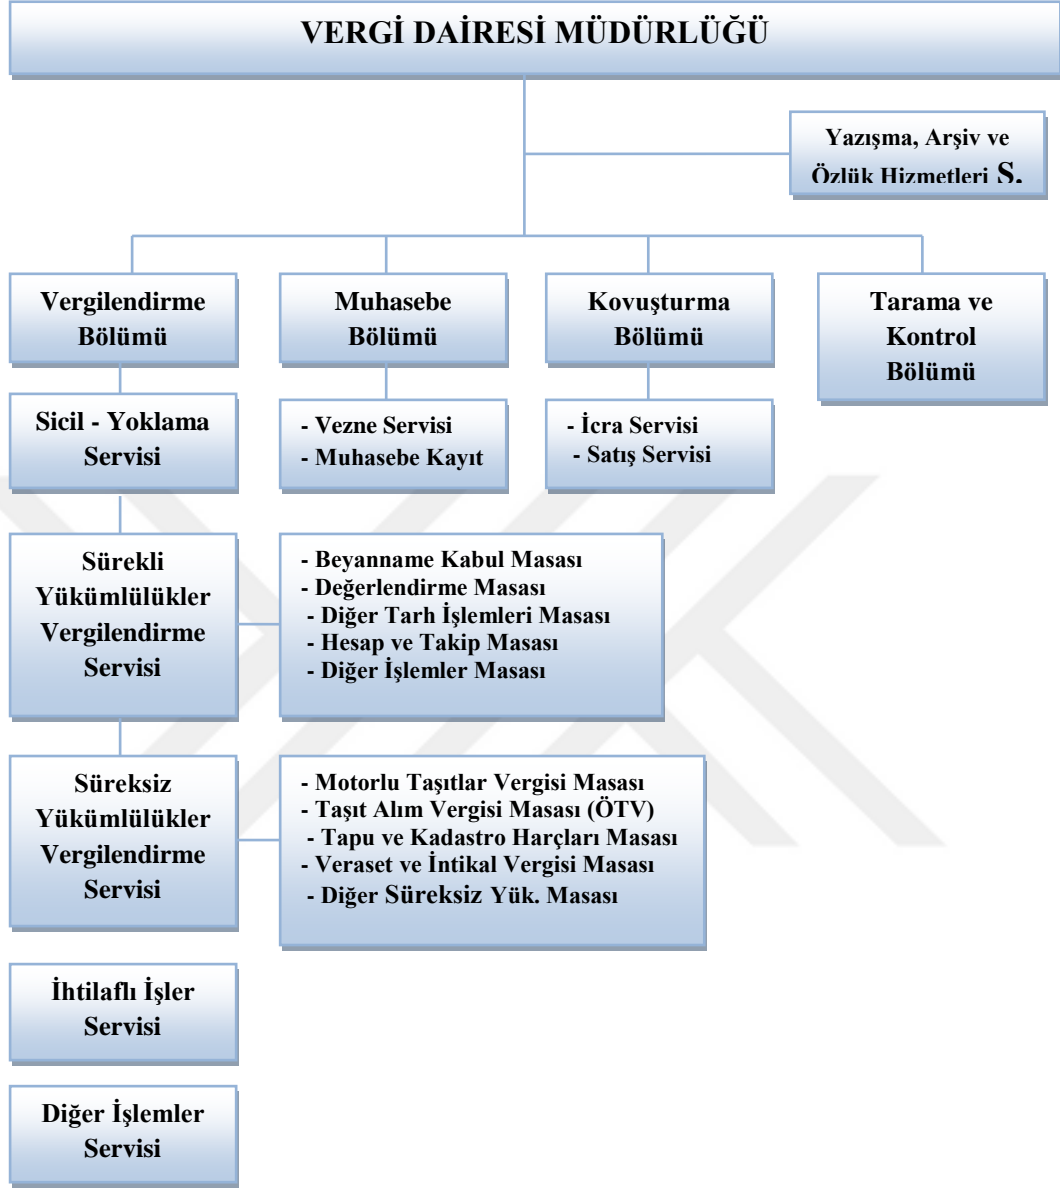 VERGİ DAİRESİ MÜDÜRLÜĞÜ
Yazışma, Arşiv ve
Özlük Hizmetleri S.
Vergilendirme
Bölümü
Muhasebe
Bölümü
Kovuşturma
Bölümü
Tarama ve
Kontrol
Bölümü
Sicil - Yoklama
Servisi
- Vezne Servisi
- Muhasebe Kayıt
- İcra Servisi
- Satış Servisi
Sürekli
Yükümlülükler
Vergilendirme
Servisi
- Beyanname Kabul Masası
- Değerlendirme Masası
- Diğer Tarh İşlemleri Masası
- Hesap ve Takip Masası
- Diğer İşlemler Masası
Süreksiz
Yükümlülükler
Vergilendirme
Servisi
- Motorlu Taşıtlar Vergisi Masası
- Taşıt Alım Vergisi Masası (ÖTV)
- Tapu ve Kadastro Harçları Masası
- Veraset ve İntikal Vergisi Masası
- Diğer Süreksiz Yük. Masası
İhtilaflı İşler
Servisi
Diğer İşlemler
Servisi